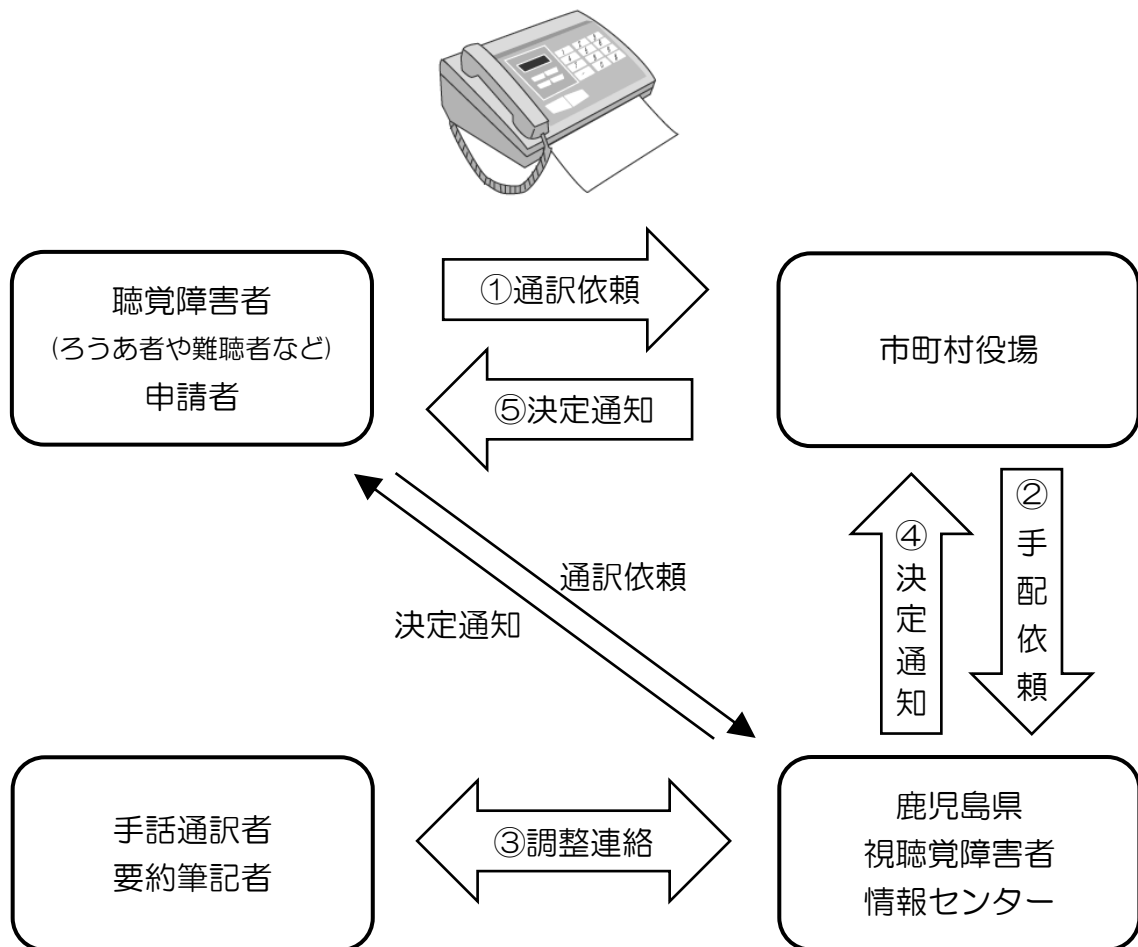 聴覚障害者
(ろうあ者や難聴者など)
申請者
①通訳依頼
市町村役場
⑤決定通知
②手配依頼
④決定通知
通訳依頼
決定通知
手話通訳者
要約筆記者
③調整連絡
鹿児島県
視聴覚障害者
情報センター